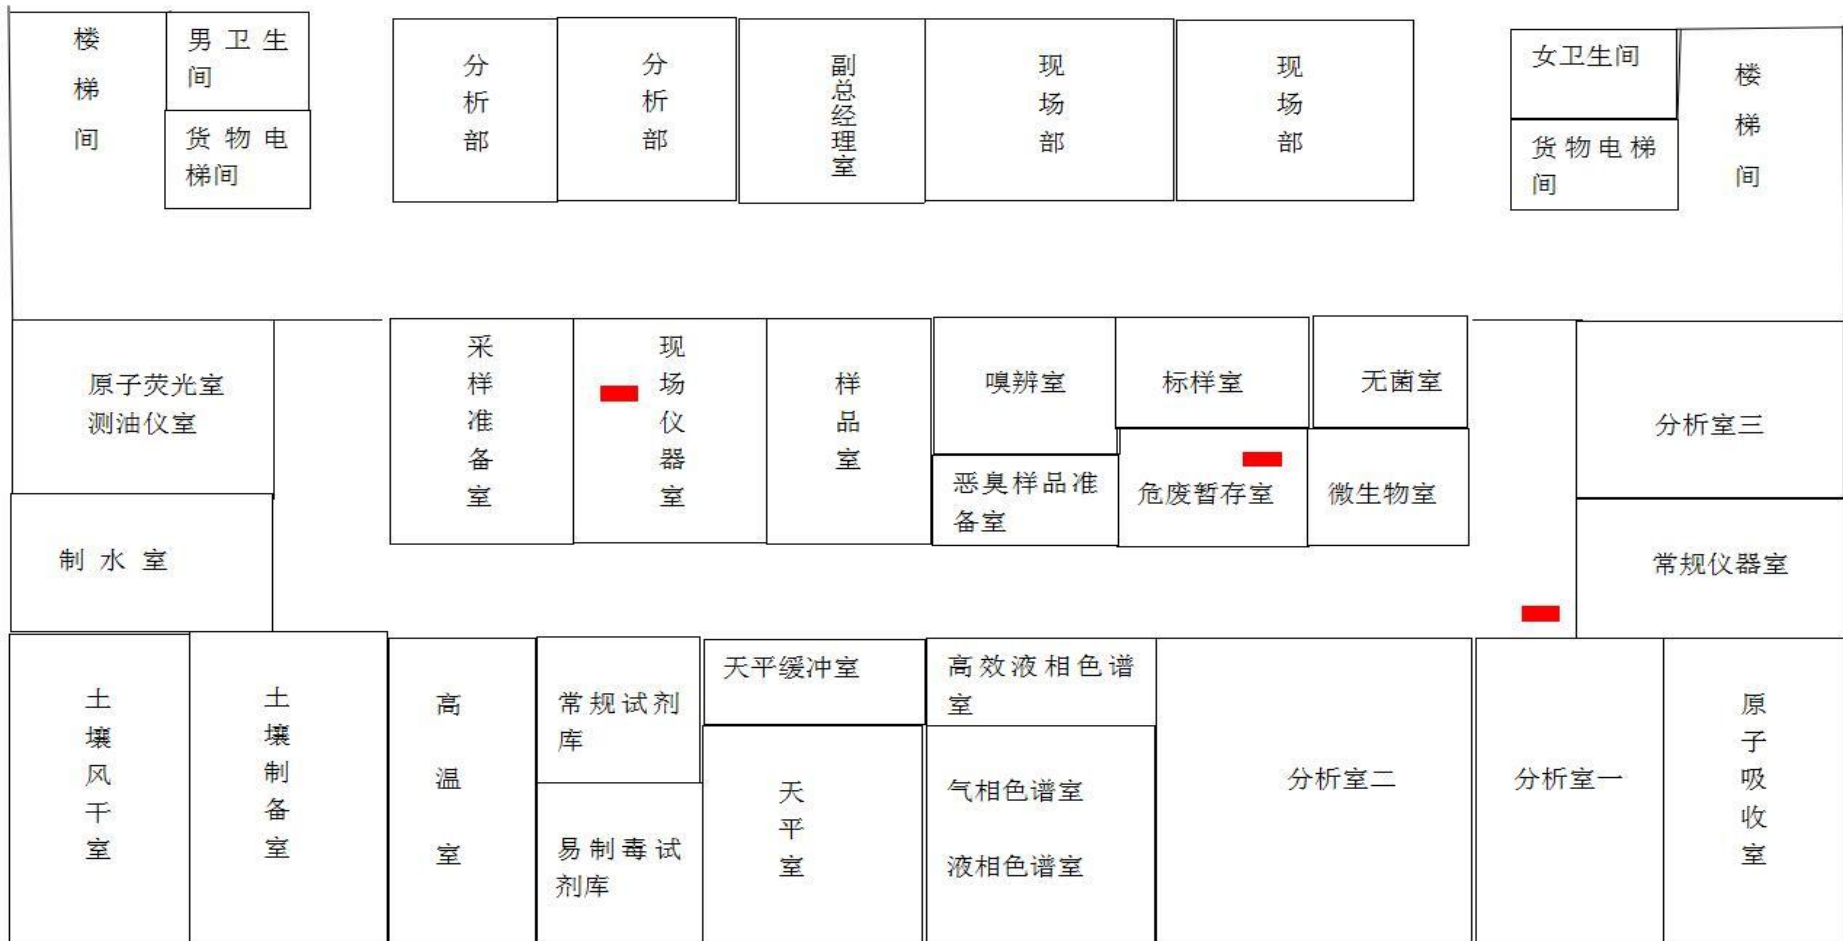 楼梯间
男卫生
间
货物电
梯间
分析部
分析部
副总经理室
现场部
现场部
女卫生间
货物电梯
间
楼梯间
原子荧光室
测油仪室
制水室
采样准备室
现场仪器室
样品室
嗅辨室
标样室
无菌室
恶臭样品准
备室
危废暂存室
微生物室
分析室三
常规仪器室
土壤风干室
土壤制备室
高温室
常规试剂
库
易制毒试
剂库
天平缓冲室
天平室
高效液相色谱
室
气相色谱室
液相色谱室
分析室二
分析室一
原子吸收室